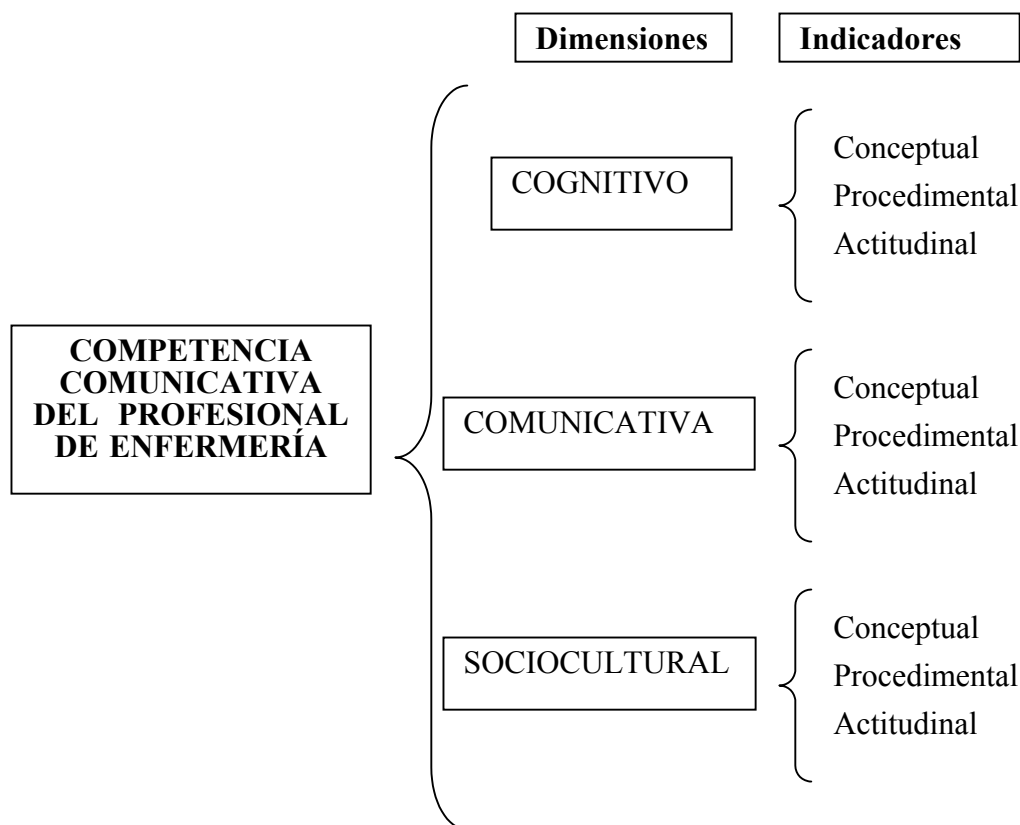 Dimensiones
Indicadores
COMPETENCIA
COMUNICATIVA
DEL PROFESIONAL
DE ENFERMERÍA
COGNITIVO
Conceptual
Procedimental
Actitudinal
COMUNICATIVA
Conceptual
Procedimental
Actitudinal
SOCIOCULTURAL
Conceptual
Procedimental
Actitudinal